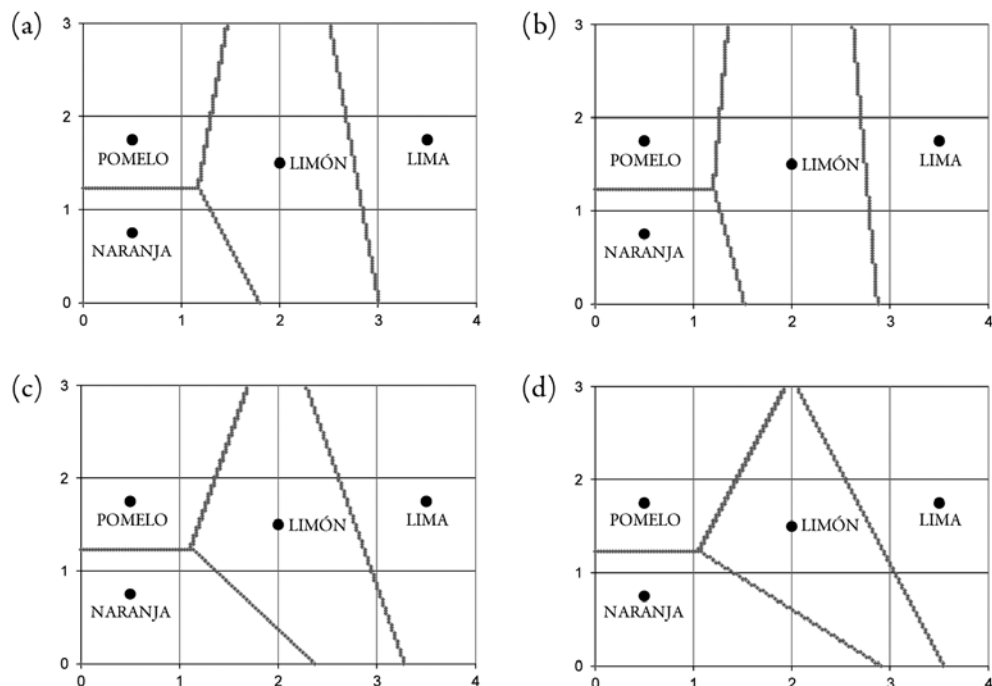 (a)
3
2
1
0
POMELO
LIMÓN
LIMA
NARANJA
0 1 2 3 4
(b)
3
2
1
0
POMELO
LIMÓN
LIMA
NARANJA
0 1 2 3 4
(c)
3
2
1
0
POMELO
LIMÓN
LIMA
NARANJA
0 1 2 3 4
(d)
3
2
1
0
POMELO
LIMÓN
LIMA
NARANJA
0 1 2 3 4